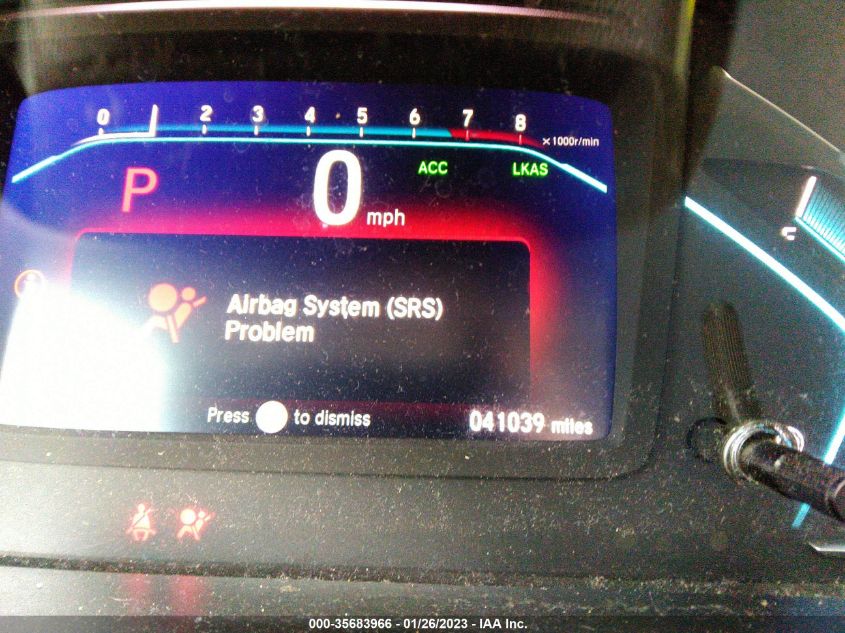 0 2 3 4 5 6 7 8
×1000r/min
P 0 mph ACC LKAS
C
Airbag System (SRS)
Problem
Press to dismiss
041039 miles
000-35683966 - 01/26/2023 - IAA Inc.